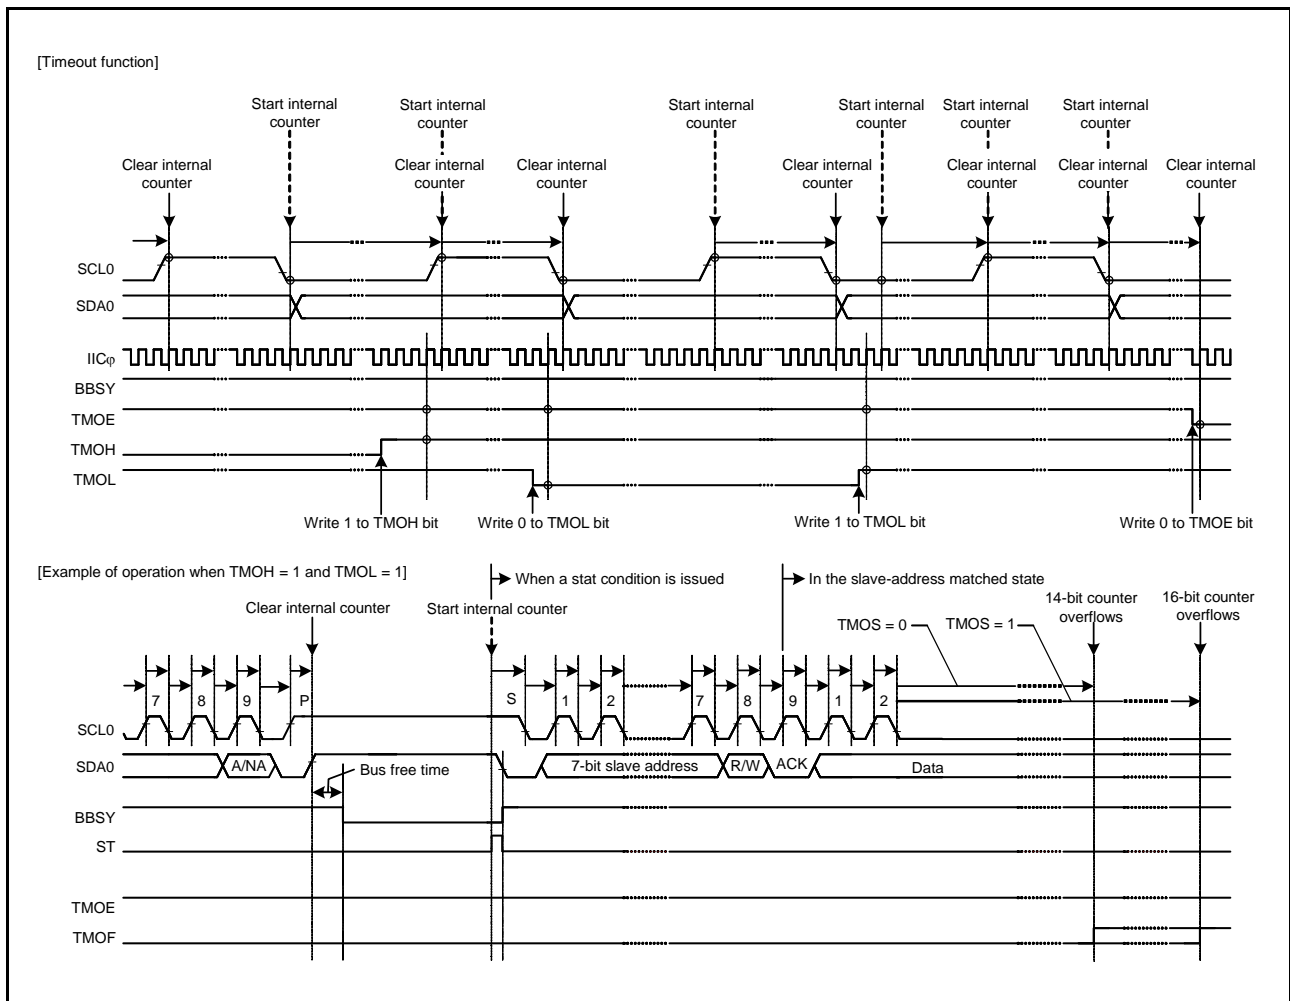 [Timeout function]
Start internal
counter
Start internal
counter
Start internal
counter
Start internal
counter
Start internal
counter
Start internal
counter
Clear internal
counter
Clear internal
counter
Clear internal
counter
Clear internal
counter
Clear internal
counter
Clear internal
counter
Clear internal
counter
SCL0
SDA0
IICφ
BBSY
TMOE
TMOH
TMOL
Write 1 to TMOH bit
Write 0 to TMOL bit
Write 1 to TMOL bit
Write 0 to TMOE bit
[Example of operation when TMOH = 1 and TMOL = 1]
When a stat condition is issued
In the slave-address matched state
Clear internal counter
Start internal counter
14-bit counter
overflows
16-bit counter
overflows
TMOS = 0
TMOS = 1
7 8 9 P S 1 2 7 8 9 1 2
SCL0
SDA0
A/NA
Bus free time
7-bit slave address
R/W
ACK
Data
BBSY
ST
TMOE
TMOF